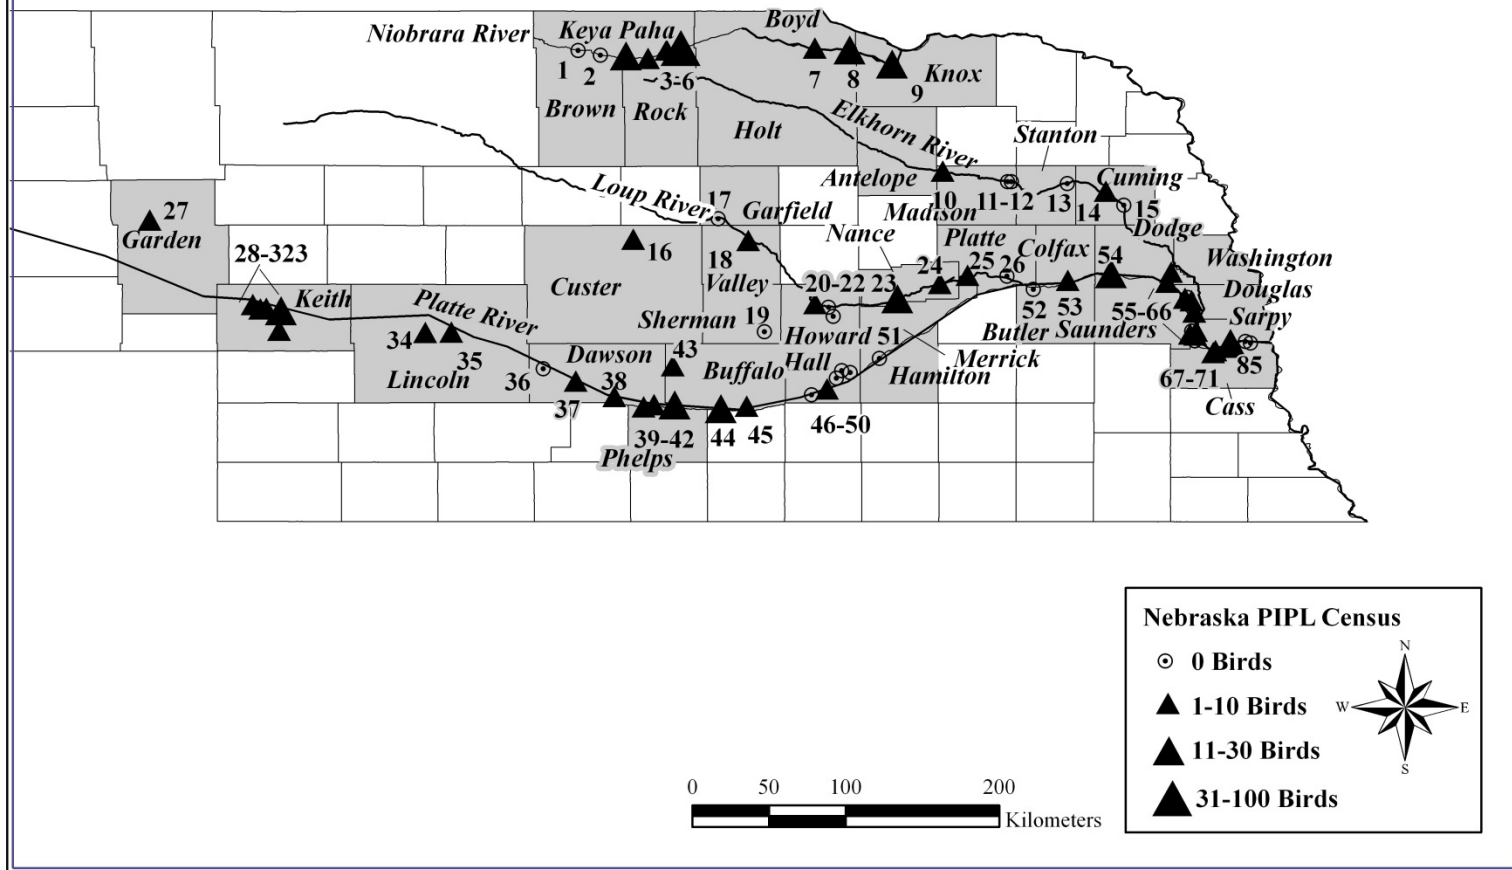 Boyd
Niobrara River
Keya Paha
1
2
3-6
7
8
9
Knox
Brown
Rock
Holt
Elkhorn River
Stanton
Antelope
10
11-12
13
14
Cuming
15
Madison
27
Garden
Loup River
17
Garfield
16
18
Nance
Platte
Colfax
Dodge
Washington
28-323
Keith
Custer
Valley
20-22
23
24
25
26
52
53
54
55-66
Douglas
Sarpy
Platte River
Sherman
19
Howard
51
Butler
Saunders
34
35
36
Lincoln
Dawson
43
Buffalo
Hall
Merrick
Hamilton
85
67-71
Cass
37
38
39-42
44
45
46-50
Phelps
Nebraska PIPL Census
0 Birds
1-10 Birds
11-30 Birds
31-100 Birds
N
W
E
S
0 50 100 200
Kilometers